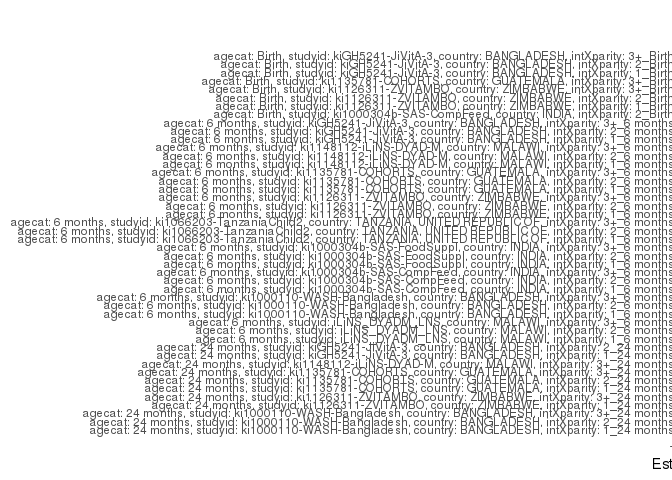 agecat: Birth, studyid: kiGH5241-JiVitA-3, country: BANGLADESH, intXparity: 3+_Birth
agecat: Birth, studyid: kiGH5241-JiVitA-3, country: BANGLADESH, intXparity: 2_Birth
agecat: Birth, studyid: kiGH5241-JiVitA-3, country: BANGLADESH, intXparity: 1_Birth
agecat: Birth, studyid: ki1135781-COHORTS, country: GUATEMALA, intXparity: 3+_Birth
agecat: Birth, studyid: ki1126311-ZVITAMBO, country: ZIMBABWE, intXparity: 3+_Birth
agecat: Birth, studyid: ki1126311-ZVITAMBO, country: ZIMBABWE, intXparity: 2_Birth
agecat: Birth, studyid: ki1126311-ZVITAMBO, country: ZIMBABWE, intXparity: 1_Birth
agecat: Birth, studyid: ki1000304b-SAS-CompFeed, country: INDIA, intXparity: 2_Birth
agecat: 6 months, studyid: kiGH5241-JiVitA-3, country: BANGLADESH, intXparity: 3+_6 months
agecat: 6 months, studyid: kiGH5241-JiVitA-3, country: BANGLADESH, intXparity: 2_6 months
agecat: 6 months, studyid: kiGH5241-JiVitA-3, country: BANGLADESH, intXparity: 1_6 months
agecat: 6 months, studyid: ki1148112-iLiNS-DYAD-M, country: MALAWI, intXparity: 3+_6 months
agecat: 6 months, studyid: ki1148112-iLiNS-DYAD-M, country: MALAWI, intXparity: 2_6 months
agecat: 6 months, studyid: ki1148112-iLiNS-DYAD-M, country: MALAWI, intXparity: 1_6 months
agecat: 6 months, studyid: ki1135781-COHORTS, country: GUATEMALA, intXparity: 3+_6 months
agecat: 6 months, studyid: ki1135781-COHORTS, country: GUATEMALA, intXparity: 2_6 months
agecat: 6 months, studyid: ki1135781-COHORTS, country: GUATEMALA, intXparity: 1_6 months
agecat: 6 months, studyid: ki1126311-ZVITAMBO, country: ZIMBABWE, intXparity: 3+_6 months
agecat: 6 months, studyid: ki1126311-ZVITAMBO, country: ZIMBABWE, intXparity: 2_6 months
agecat: 6 months, studyid: ki1126311-ZVITAMBO, country: ZIMBABWE, intXparity: 1_6 months
agecat: 6 months, studyid: ki1066203-TanzaniaChild2, country: TANZANIA, UNITED REPUBLIC OF, intXparity: 3+_6 months
agecat: 6 months, studyid: ki1066203-TanzaniaChild2, country: TANZANIA, UNITED REPUBLIC OF, intXparity: 2_6 months
agecat: 6 months, studyid: ki1066203-TanzaniaChild2, country: TANZANIA, UNITED REPUBLIC OF, intXparity: 1_6 months
agecat: 6 months, studyid: ki1000304b-SAS-FoodSuppl, country: INDIA, intXparity: 3+_6 months
agecat: 6 months, studyid: ki1000304b-SAS-FoodSuppl, country: INDIA, intXparity: 2_6 months
agecat: 6 months, studyid: ki1000304b-SAS-FoodSuppl, country: INDIA, intXparity: 1_6 months
agecat: 6 months, studyid: ki1000304b-SAS-CompFeed, country: INDIA, intXparity: 3+_6 months
agecat: 6 months, studyid: ki1000304b-SAS-CompFeed, country: INDIA, intXparity: 2_6 months
agecat: 6 months, studyid: ki1000304b-SAS-CompFeed, country: INDIA, intXparity: 1_6 months
agecat: 6 months, studyid: ki1000110-WASH-Bangladesh, country: BANGLADESH, intXparity: 3+_6 months
agecat: 6 months, studyid: ki1000110-WASH-Bangladesh, country: BANGLADESH, intXparity: 2_6 months
agecat: 6 months, studyid: ki1000110-WASH-Bangladesh, country: BANGLADESH, intXparity: 1_6 months
agecat: 6 months, studyid: iLiNS_DYADM_LNS, country: MALAWI, intXparity: 3+_6 months
agecat: 6 months, studyid: iLiNS_DYADM_LNS, country: MALAWI, intXparity: 2_6 months
agecat: 6 months, studyid: iLiNS_DYADM_LNS, country: MALAWI, intXparity: 1_6 months
agecat: 24 months, studyid: kiGH5241-JiVitA-3, country: BANGLADESH, intXparity: 2_24 months
agecat: 24 months, studyid: kiGH5241-JiVitA-3, country: BANGLADESH, intXparity: 1_24 months
agecat: 24 months, studyid: ki1148112-iLiNS-DYAD-M, country: MALAWI, intXparity: 3+_24 months
agecat: 24 months, studyid: ki1135781-COHORTS, country: GUATEMALA, intXparity: 3+_24 months
agecat: 24 months, studyid: ki1135781-COHORTS, country: GUATEMALA, intXparity: 2_24 months
agecat: 24 months, studyid: ki1135781-COHORTS, country: GUATEMALA, intXparity: 1_24 months
agecat: 24 months, studyid: ki1126311-ZVITAMBO, country: ZIMBABWE, intXparity: 3+_24 months
agecat: 24 months, studyid: ki1126311-ZVITAMBO, country: ZIMBABWE, intXparity: 1_24 months
agecat: 24 months, studyid: ki1000110-WASH-Bangladesh, country: BANGLADESH, intXparity: 3+_24 months
agecat: 24 months, studyid: ki1000110-WASH-Bangladesh, country: BANGLADESH, intXparity: 2_24 months
agecat: 24 months, studyid: ki1000110-WASH-Bangladesh, country: BANGLADESH, intXparity: 1_24 months
Est